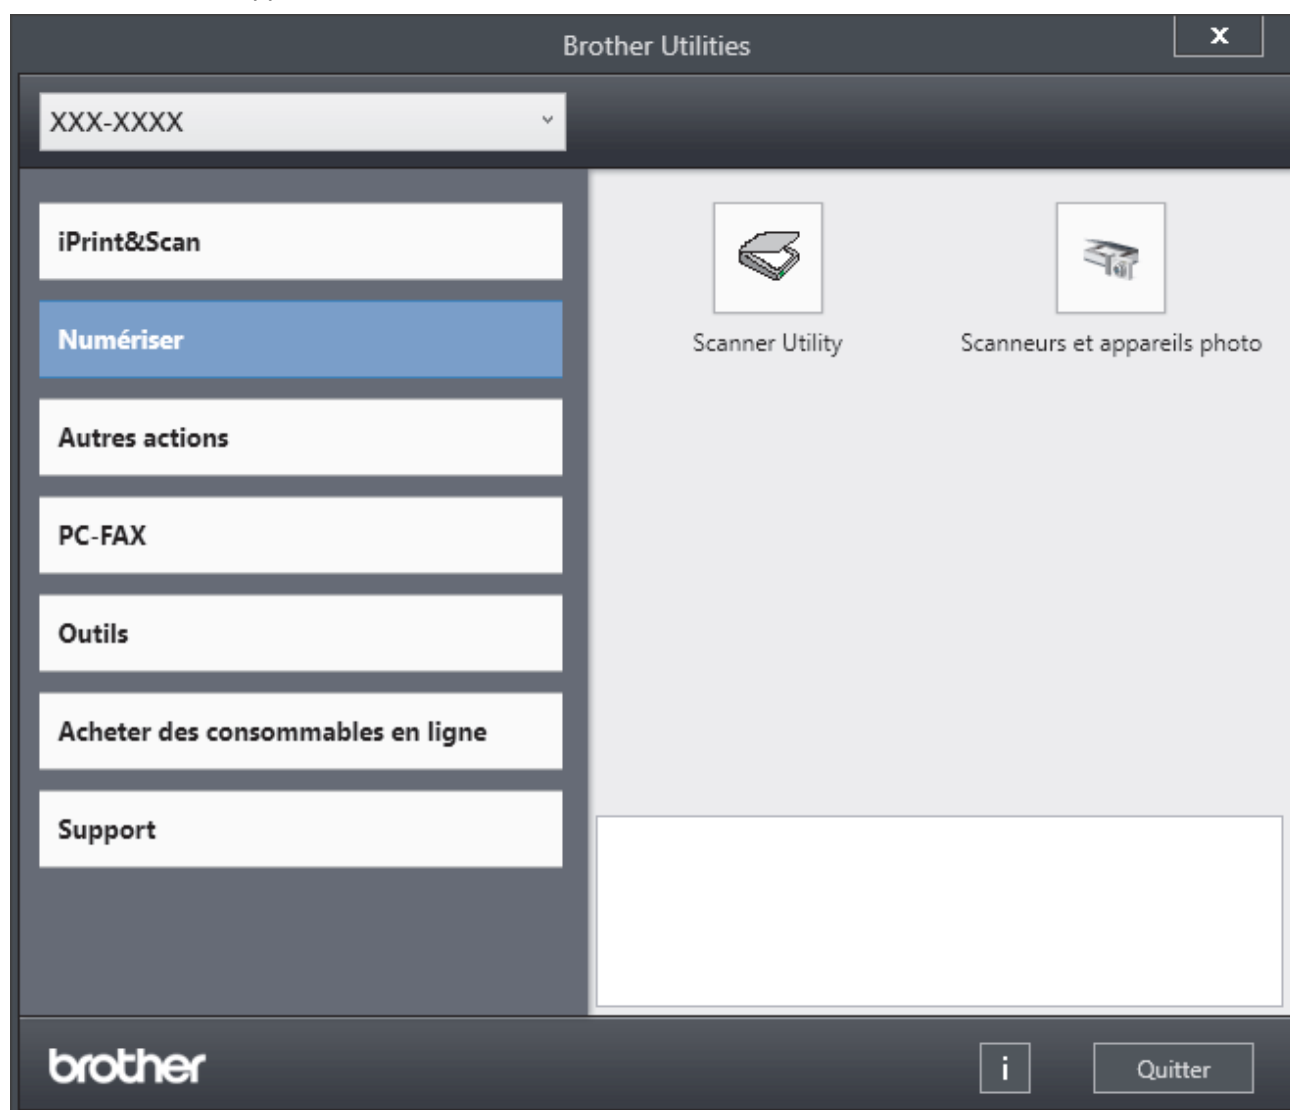 Brother Utilities
x
XXX-XXXX
iPrint&Scan
Numériser
Autres actions
PC-FAX
Outils
Acheter des consommables en ligne
Support
Scanner Utility
Scanneurs et appareils photo
brother
i
Quitter